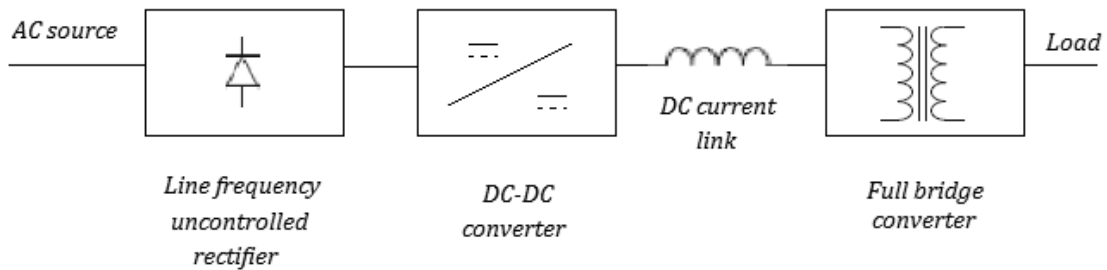 AC source
Load
DC current
link
Line frequency
uncontrolled
rectifier
DC-DC
converter
Full bridge
converter